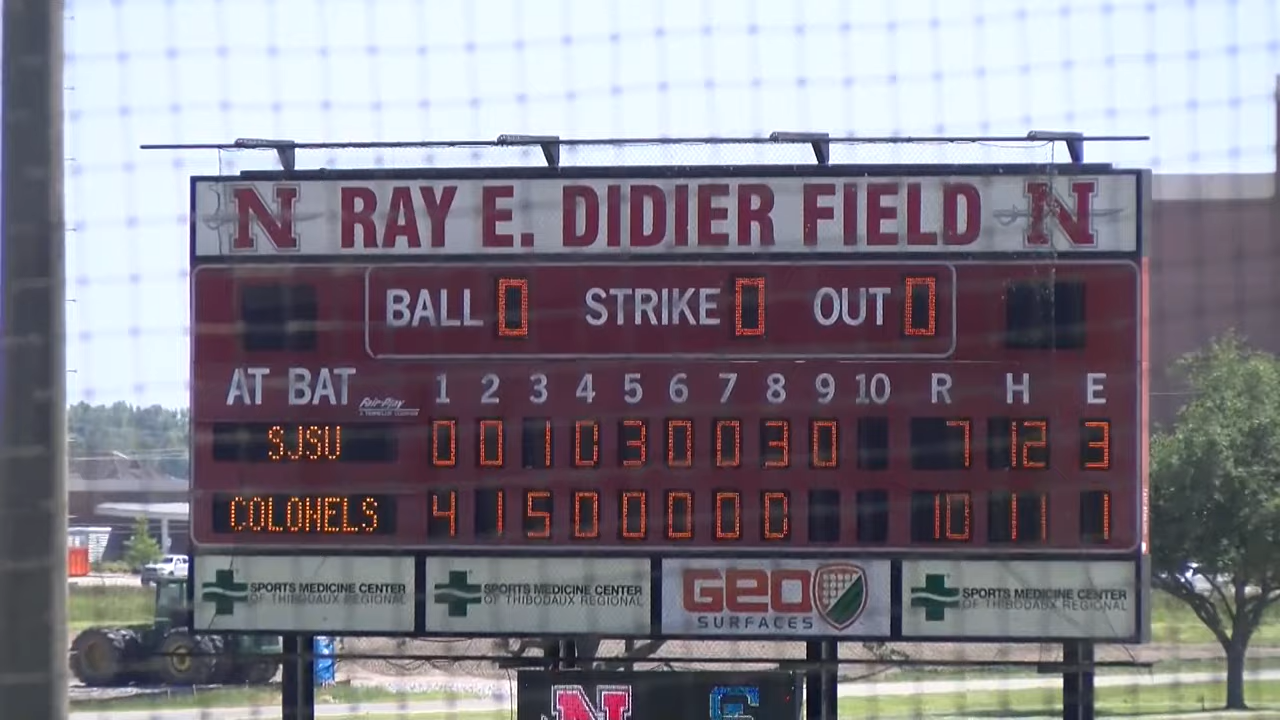 N RAY E. DIDIER FIELD N
BALL 0 STRIKE 0 OUT 0
AT BAT Fair-Play 1 2 3 4 5 6 7 8 9 10 R H E
SJSU 0 0 1 0 3 0 0 3 0 7 12 3
COLONELS 4 1 5 0 0 0 0 0 10 11 1
SPORTS MEDICINE CENTER
OF THIBODAUX REGIONAL
SPORTS MEDICINE CENTER
OF THIBODAUX REGIONAL
GEO
SURFACES
SPORTS MEDICINE CENTER
OF THIBODAUX REGIONAL
N